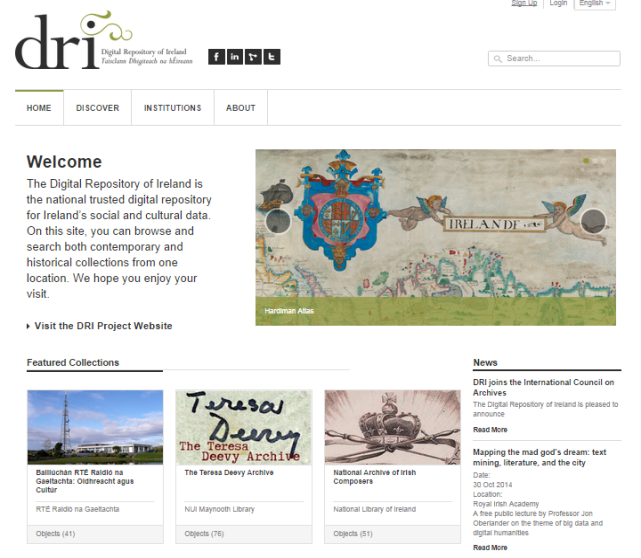 Sign Up Login English
dri
Digital Repository of Ireland
Taisclann Dhigiteach na hÉireann
Search...
HOME DISCOVER INSTITUTIONS ABOUT
Welcome
The Digital Repository of Ireland is
the national trusted digital repository
for Ireland's social and cultural data.
On this site, you can browse and
search both contemporary and
historical collections from one
location. We hope you enjoy your
visit.
Visit the DRI Project Website
IRELANDE
Hardiman Atlas
Featured Collections
Teresa
Deevy
The Teresa
Deevy Archive
Bailiúchán RTÉ Raidió na
Gaeltachta: Oidhreacht agus
Cultúr
RTÉ Raidió na Gaeltachta
Objects (41)
The Teresa Deevy Archive
NUI Maynooth Library
Objects (76)
National Archive of Irish
Composers
National Library of Ireland
Objects (51)
News
DRI joins the International Council on
Archives
The Digital Repository of Ireland is pleased to
announce
Read More
Mapping the mad god's dream: text
mining, literature, and the city
Date:
30 Oct 2014
Location:
Royal Irish Academy
A free public lecture by Professor Jon
Oberlander on the theme of big data and
digital humanities
Read More